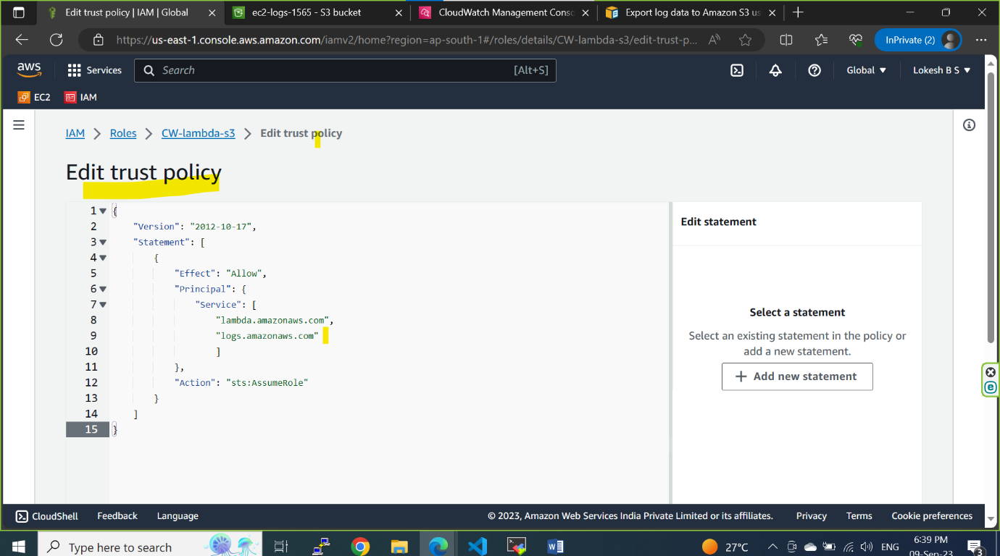 Edit trust policy | IAM | Global
ec2-logs-1565 - S3 bucket
CloudWatch Management Consc
Export log data to Amazon S3 us
https://us-east-1.console.aws.amazon.com/iamv2/home?region=ap-south-1#/roles/details/CW-lambda-s3/edit-trust-p...
InPrivate (2)
aws
Services
Search
[Alt+S]
Global
Lokesh B S
EC2
IAM
IAM > Roles > CW-lambda-s3 > Edit trust policy
Edit trust policy
1 {
2 "Version": "2012-10-17",
3 "Statement": [
4 {
5 "Effect": "Allow",
6 "Principal": {
7 "Service": [
8 "lambda.amazonaws.com",
9 "logs.amazonaws.com"
10 ]
11 },
12 "Action": "sts:AssumeRole"
13 }
14 ]
15 }
Edit statement
Select a statement
Select an existing statement in the policy or
add a new statement.
+ Add new statement
CloudShell
Feedback
Language
© 2023, Amazon Web Services India Private Limited or its affiliates.
Privacy
Terms
Cookie preferences
Type here to search
27°C
ENG
6:39 PM
09-Sep-23
3